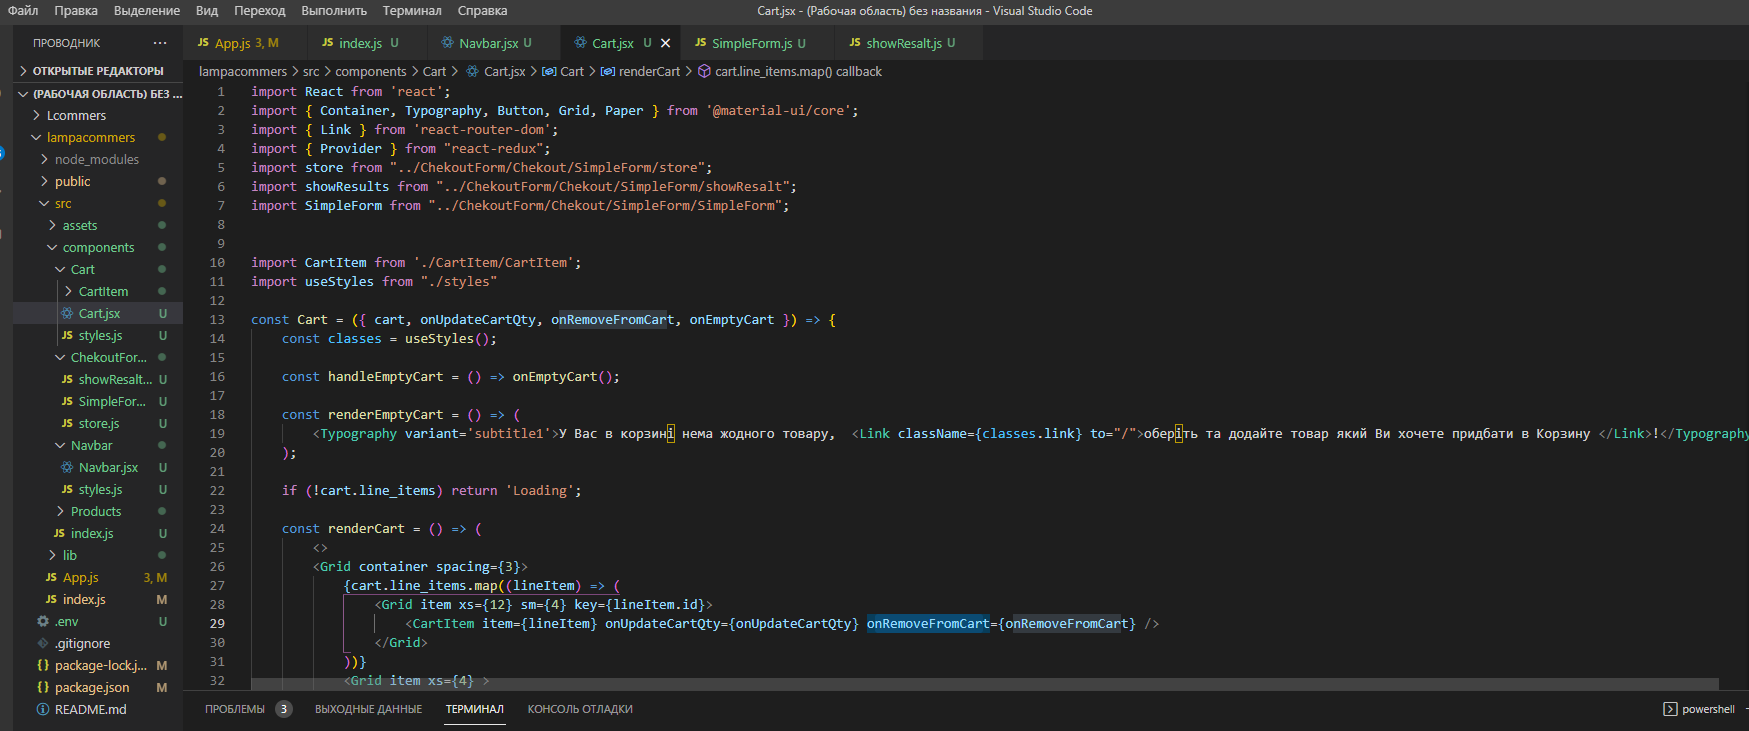 Файл Правка Выделение Вид Переход Выполнить Терминал Справка
Cart.jsx - (Рабочая область) без названия - Visual Studio Code
ПРОВОДНИК ···
JS App.js 3, M
JS index.js U
Navbar.jsx U
Cart.jsx U
JS SimpleForm.js U
JS showResalt.js U
lampacommers > src > components > Cart > Cart.jsx > Cart > renderCart > cart.line_items.map() callback
ОТКРЫТЫЕ РЕДАКТОРЫ
(РАБОЧАЯ ОБЛАСТЬ) БЕЗ ...
Lcommers
lampacommers
node_modules
public
src
assets
components
Cart
CartItem
Cart.jsx U
JS styles.js U
ChekoutFor...
JS showResalt... U
JS SimpleFor... U
JS store.js U
Navbar
Navbar.jsx U
JS styles.js U
Products
JS index.js U
lib
JS App.js 3, M
JS index.js M
.env U
.gitignore
{} package-lock.j... M
{} package.json M
README.md
1 import React from 'react';
2 import { Container, Typography, Button, Grid, Paper } from '@material-ui/core';
3 import { Link } from 'react-router-dom';
4 import { Provider } from "react-redux";
5 import store from "../ChekoutForm/Chekout/SimpleForm/store";
6 import showResults from "../ChekoutForm/Chekout/SimpleForm/showResalt";
7 import SimpleForm from "../ChekoutForm/Chekout/SimpleForm/SimpleForm";
8
9
10 import CartItem from './CartItem/CartItem';
11 import useStyles from "./styles"
12
13 const Cart = ({ cart, onUpdateCartQty, onRemoveFromCart, onEmptyCart }) => {
14 const classes = useStyles();
15
16 const handleEmptyCart = () => onEmptyCart();
17
18 const renderEmptyCart = () => (
19 <Typography variant='subtitle1'>У Вас в корзині нема жодного товару, <Link className={classes.link} to="/">оберіть та додайте товар який Ви хочете придбати в Корзину </Link>!</Typography
20 );
21
22 if (!cart.line_items) return 'Loading';
23
24 const renderCart = () => (
25 <>
26 <Grid container spacing={3}>
27 {cart.line_items.map((lineItem) => (
28 <Grid item xs={12} sm={4} key={lineItem.id}>
29 <CartItem item={lineItem} onUpdateCartQty={onUpdateCartQty} onRemoveFromCart={onRemoveFromCart} />
30 </Grid>
31 ))}
32 <Grid item xs={4} >
ПРОБЛЕМЫ 3 ВЫХОДНЫЕ ДАННЫЕ ТЕРМИНАЛ КОНСОЛЬ ОТЛАДКИ
powershell